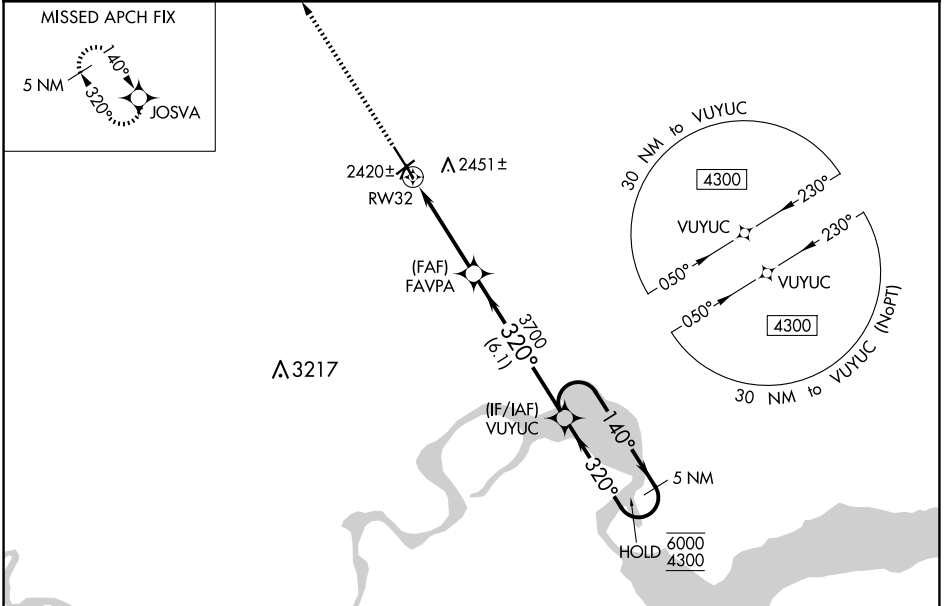 MISSED APCH FIX
140°
5 NM
320°
JOSVA
2420±
2451±
RW32
(FAF)
FAVPA
3700
320°
(6.1)
3217
(IF/IAF)
VUYUC
140°
320°
5 NM
HOLD
6000
4300
30 NM to VUYUC
4300
230°
VUYUC
050°
230°
VUYUC
050°
4300
30 NM to VUYUC (NoPT)